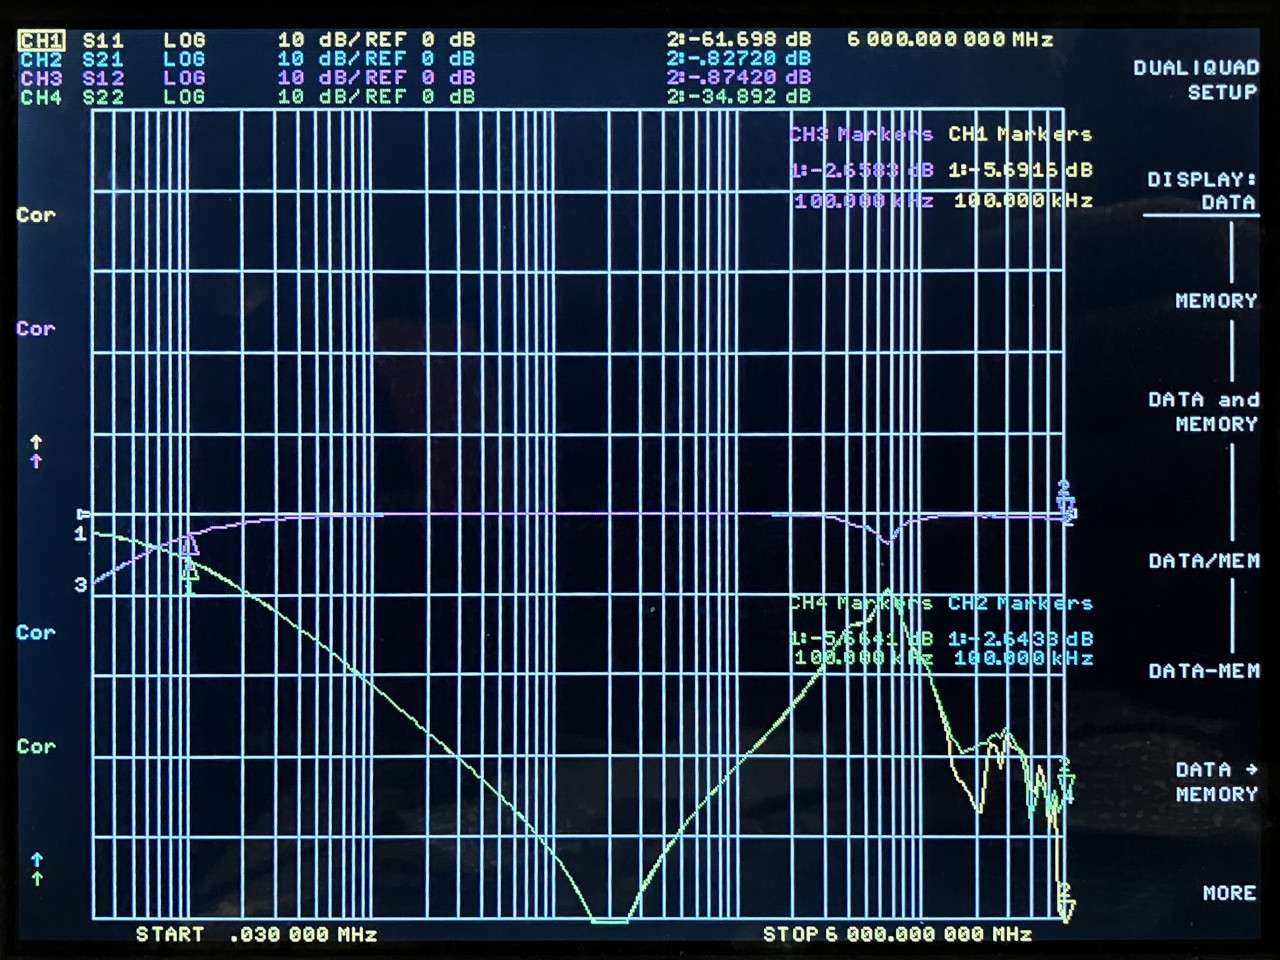 CH1 S11 LOG 10 dB/REF 0 dB 2:-61.698 dB 6 000.000 000 MHz
CH2 S21 LOG 10 dB/REF 0 dB 2:-.82720 dB
CH3 S12 LOG 10 dB/REF 0 dB 2:-.87420 dB
CH4 S22 LOG 10 dB/REF 0 dB 2:-34.892 dB
DUAL|QUAD
SETUP
CH3 Markers CH1 Markers
1:-2.6583 dB 1:-5.6916 dB
100.000 kHz 100.000 kHz
DISPLAY:
DATA
Cor
MEMORY
Cor
DATA and
MEMORY
1
3
DATA/MEM
CH4 Markers CH2 Markers
1:-5.6641 dB 1:-2.6433 dB
100.000 kHz 100.000 kHz
Cor
DATA-MEM
Cor
DATA →
MEMORY
MORE
START .030 000 MHz STOP 6 000.000 000 MHz